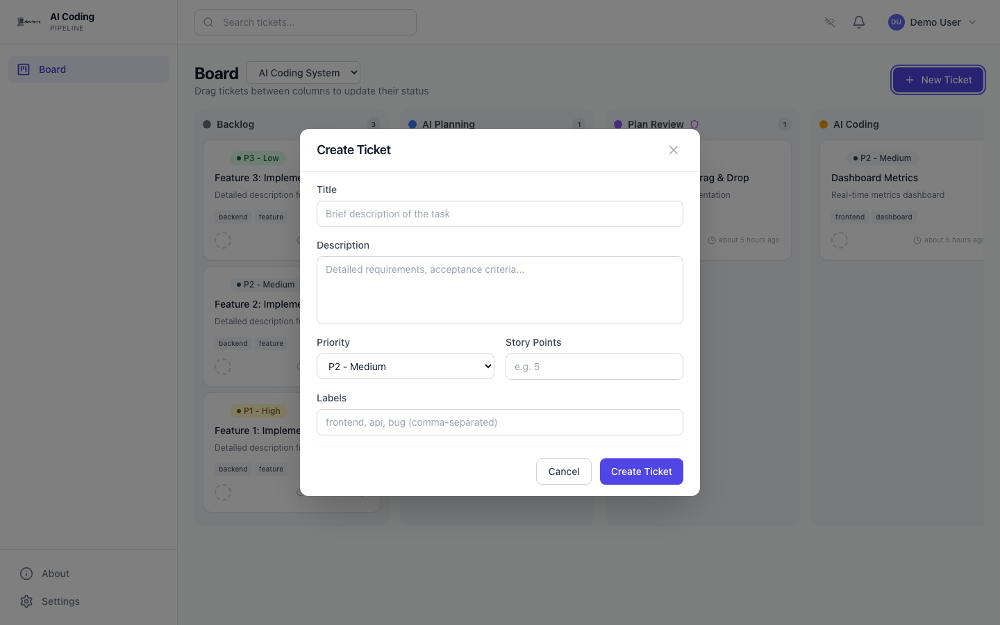 AI Coding
PIPELINE
Search tickets...
DU Demo User
Board
Board
AI Coding System
Drag tickets between columns to update their status
New Ticket
Backlog 3
AI Planning 1
Plan Review 1
AI Coding
P3 - Low
Feature 3: Impleme
Detailed description fo
backend feature
P2 - Medium
Feature 2: Impleme
Detailed description fo
backend feature
P1 - High
Feature 1: Impleme
Detailed description fo
backend feature
rag & Drop
entation
about 5 hours ago
P2 - Medium
Dashboard Metrics
Real-time metrics dashboard
frontend dashboard
about 5 hours ago
Create Ticket
Title
Brief description of the task
Description
Detailed requirements, acceptance criteria...
Priority
Story Points
P2 - Medium
e.g. 5
Labels
frontend, api, bug (comma-separated)
Cancel
Create Ticket
About
Settings